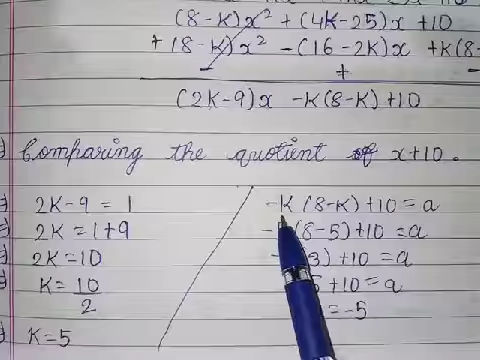 (8-K)x² + (4K-25)x + 10
+ (8-K)x² - (16-2K)x + K(8-
- +
(2K-9)x - K(8-K) + 10
Comparing the quotient of x+10.
2K-9 = 1
2K = 1+9
2K = 10
K = 10
2
K = 5
-K(8-K)+10 = a
(8-5)+10 = a
3)+10 = a
+10 = a
= -5